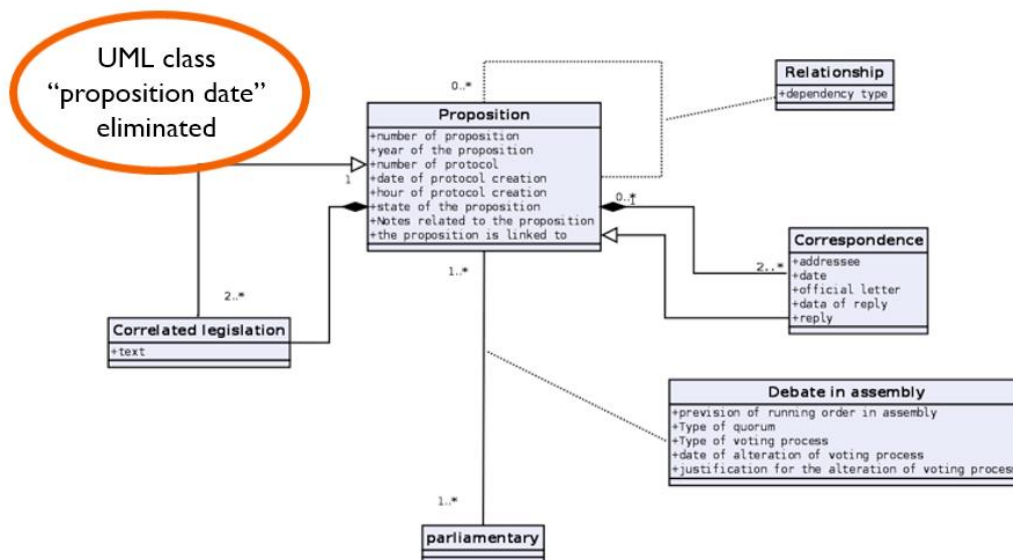 UML class
“proposition date”
eliminated
0..*
Relationship
+dependency type
Proposition
+number of proposition
+year of the proposition
+number of protocol
+date of protocol creation
+hour of protocol creation
+state of the proposition
+Notes related to the proposition
+the proposition is linked to
1
0..*
Correspondence
+addressee
+date
+official letter
+data of reply
+reply
2..*
1..*
2..*
Correlated legislation
+text
Debate in assembly
+prevision of running order in assembly
+Type of quorum
+Type of voting process
+date of alteration of voting process
+justification for the alteration of voting process
1..*
parliamentary